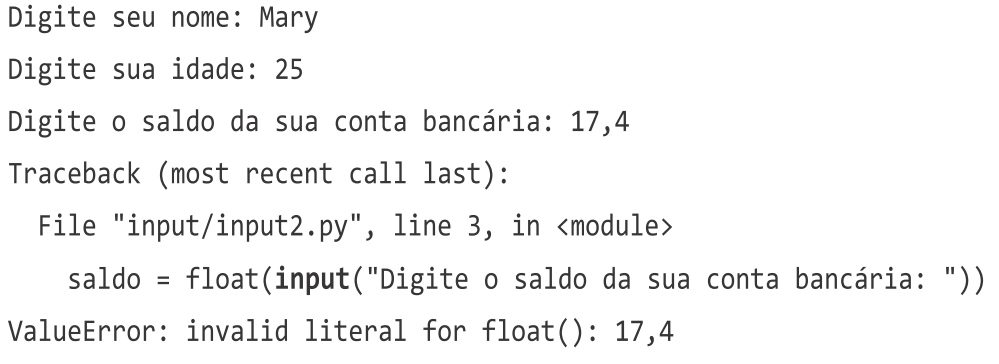 Digite seu nome: Mary
Digite sua idade: 25
Digite o saldo da sua conta bancária: 17,4
Traceback (most recent call last):
  File "input/input2.py", line 3, in <module>
    saldo = float(input("Digite o saldo da sua conta bancária: "))
ValueError: invalid literal for float(): 17,4